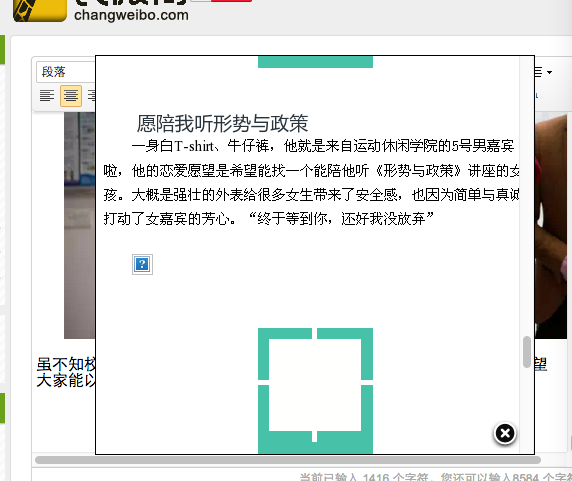 changweibo.com
段落
愿陪我听形势与政策
一身白T-shirt、牛仔裤，他就是来自运动休闲学院的5号男嘉宾
啦，他的恋爱愿望是希望能找一个能陪他听《形势与政策》讲座的女
孩。大概是强壮的外表给很多女生带来了安全感，也因为简单与真诚
打动了女嘉宾的芳心。“终于等到你，还好我没放弃”
虽不知校
望
大家能以
当前已输入 1416 个字符，您还可以输入8584 个字符